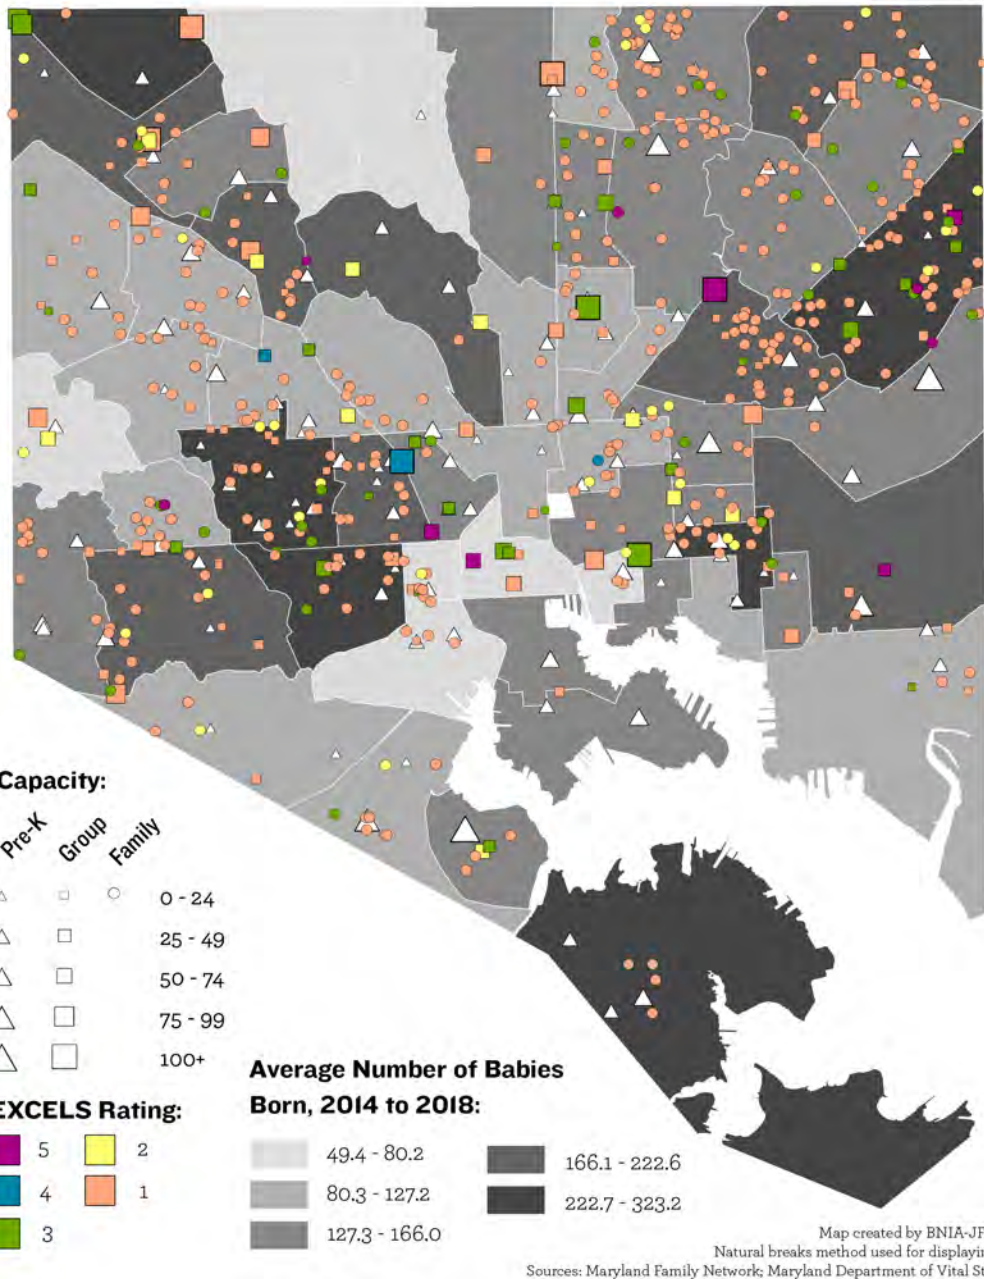 Capacity:
Pre-K
Group
Family
0 - 24
25 - 49
50 - 74
75 - 99
100+
EXCELS Rating:
5
2
4
1
3
Average Number of Babies
Born, 2014 to 2018:
49.4 - 80.2
166.1 - 222.6
80.3 - 127.2
222.7 - 323.2
127.3 - 166.0
Map created by BNIA-JF
Natural breaks method used for displayin
Sources: Maryland Family Network; Maryland Department of Vital St